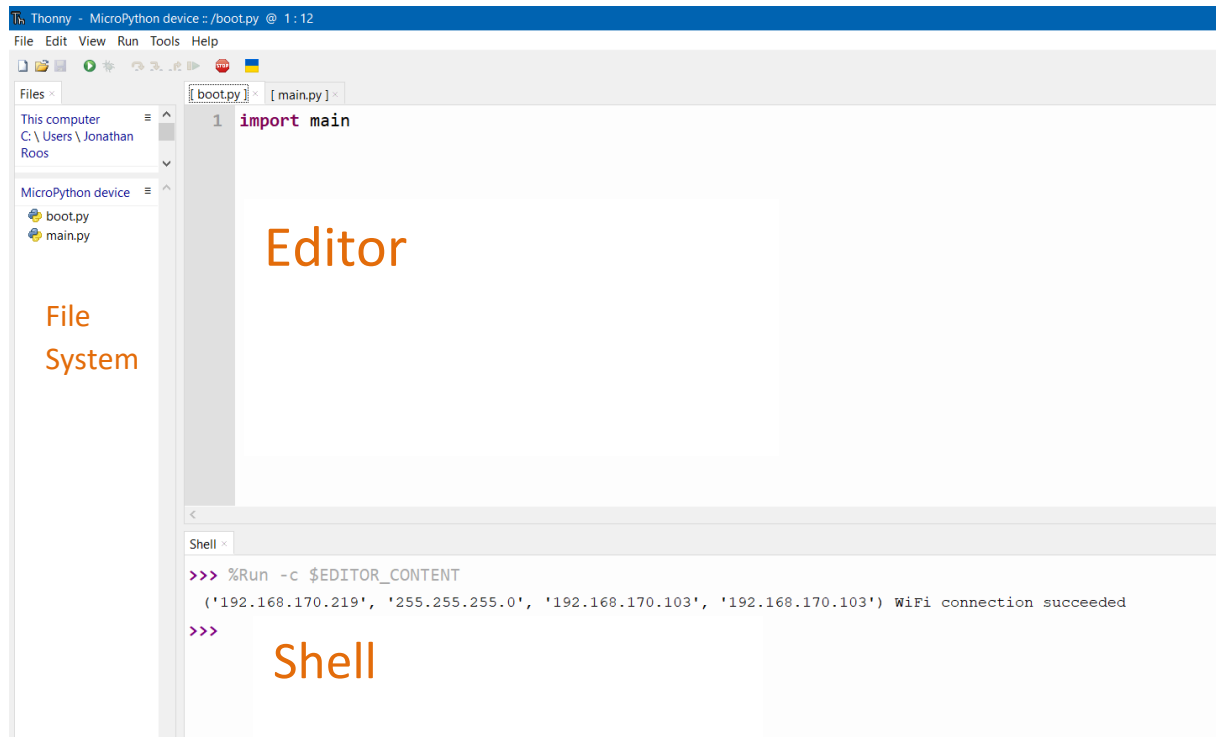 Thonny - MicroPython device :: /boot.py @ 1 : 12
File Edit View Run Tools Help
STOP
Files
This computer
C: \ Users \ Jonathan
Roos
MicroPython device
boot.py
main.py
File
System
[ boot.py ] [ main.py ]
1 import main
Editor
Shell
>>> %Run -c $EDITOR_CONTENT
('192.168.170.219', '255.255.255.0', '192.168.170.103', '192.168.170.103') WiFi connection succeeded
>>>
Shell